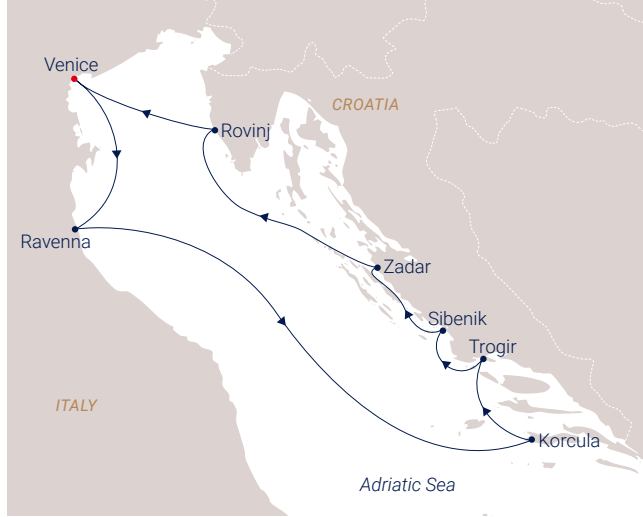 Venice
CROATIA
Rovinj
Ravenna
Zadar
Sibenik
Trogir
ITALY
Korcula
Adriatic Sea